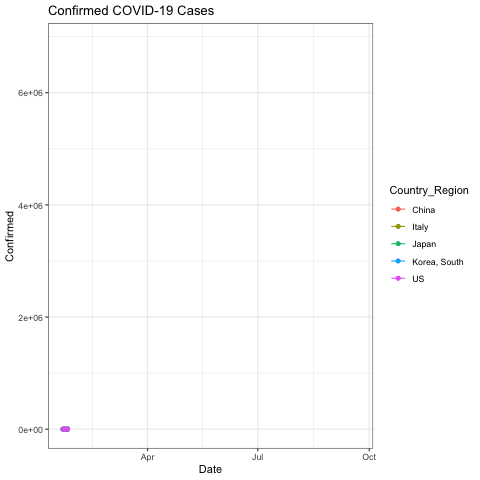 Confirmed COVID-19 Cases
6e+06
4e+06
2e+06
0e+00
Confirmed
Apr
Jul
Oct
Date
Country_Region
China
Italy
Japan
Korea, South
US